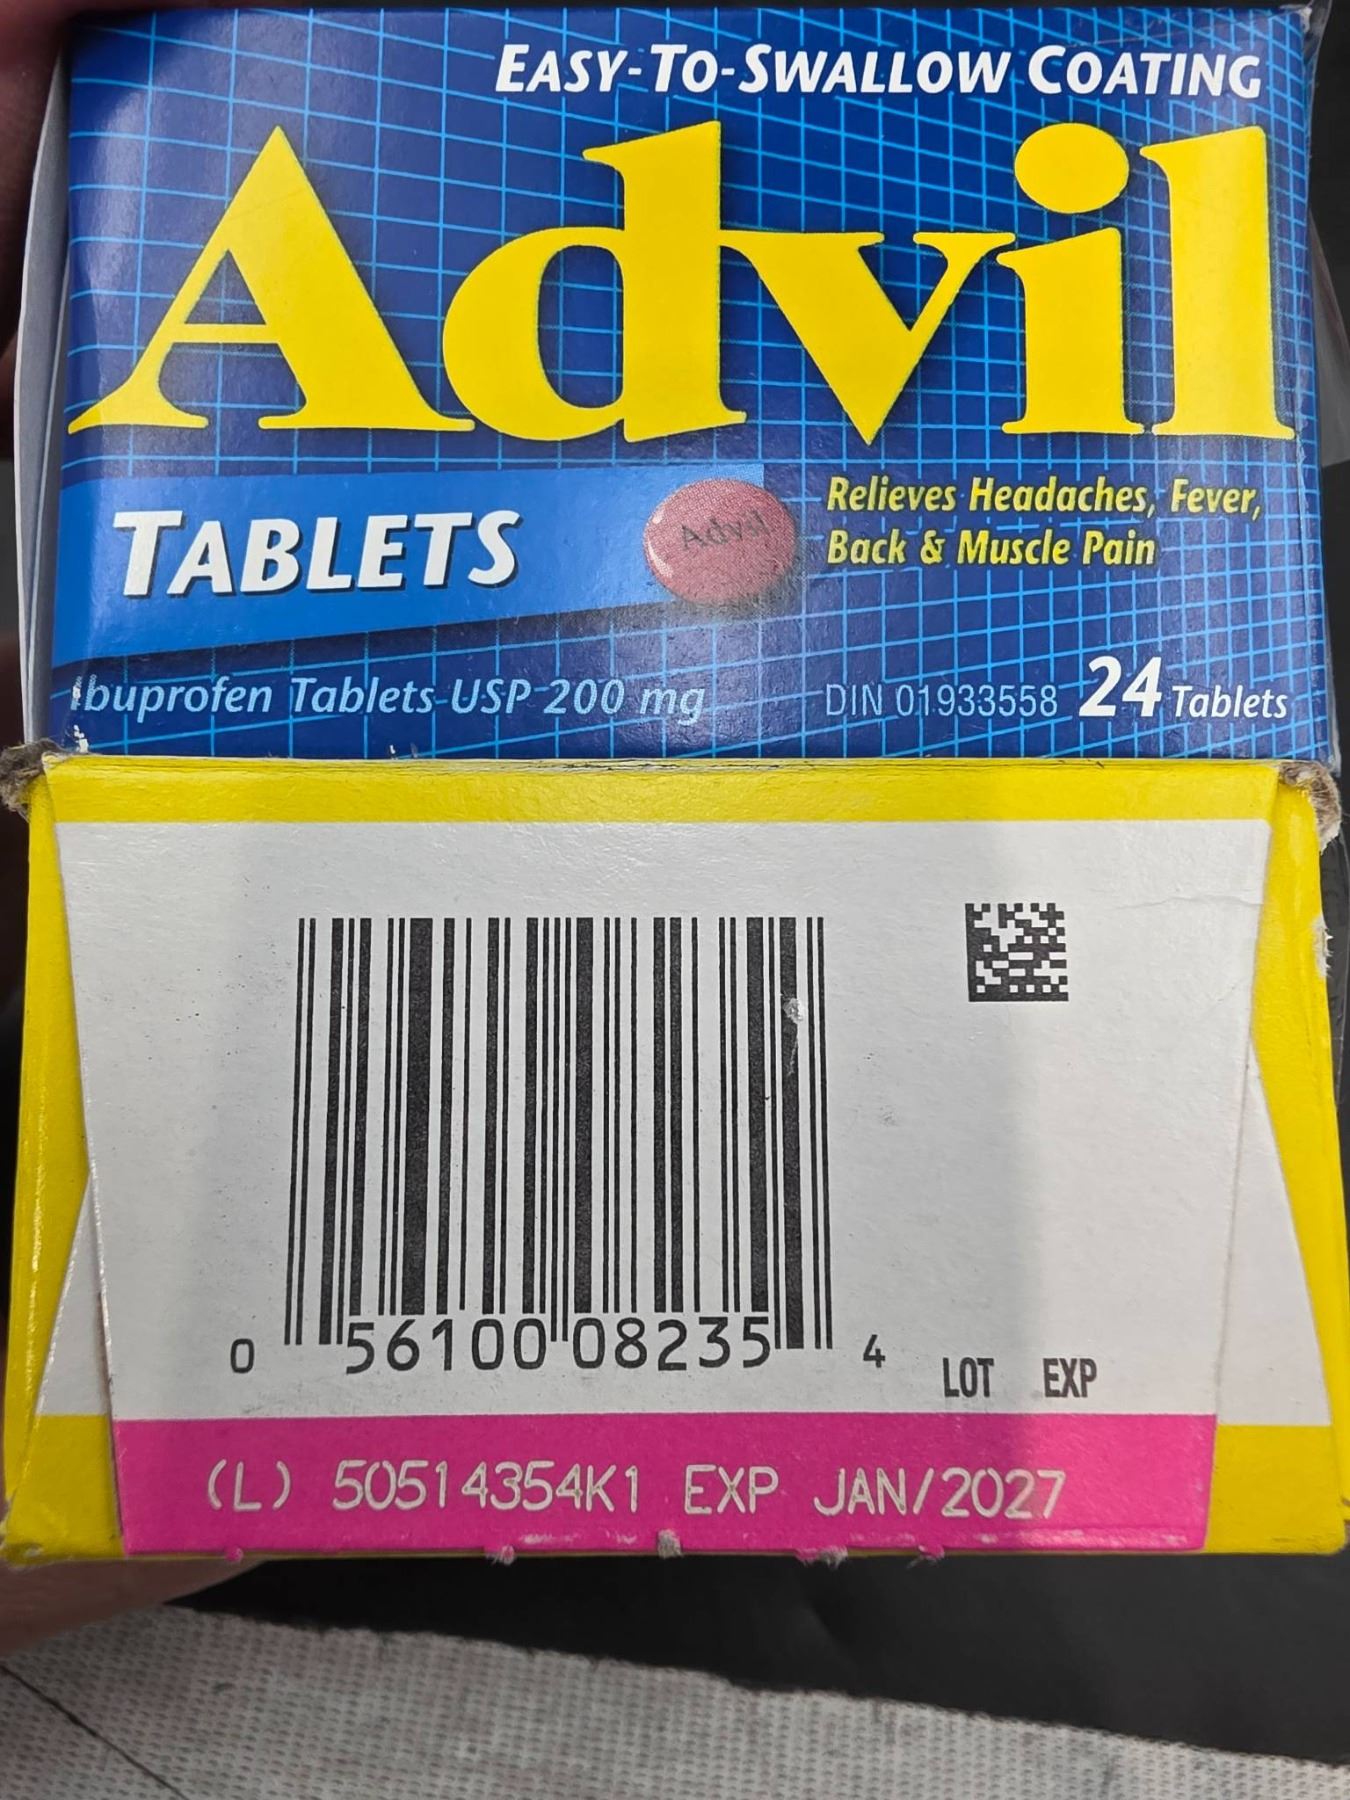 EASY-TO-SWALLOW COATING
Advil
TABLETS
Advil
Relieves Headaches, Fever,
Back & Muscle Pain
Ibuprofen Tablets USP 200 mg
DIN 01933558 24 Tablets
0 56100 08235 4
LOT EXP
(L) 50514354K1 EXP JAN/2027